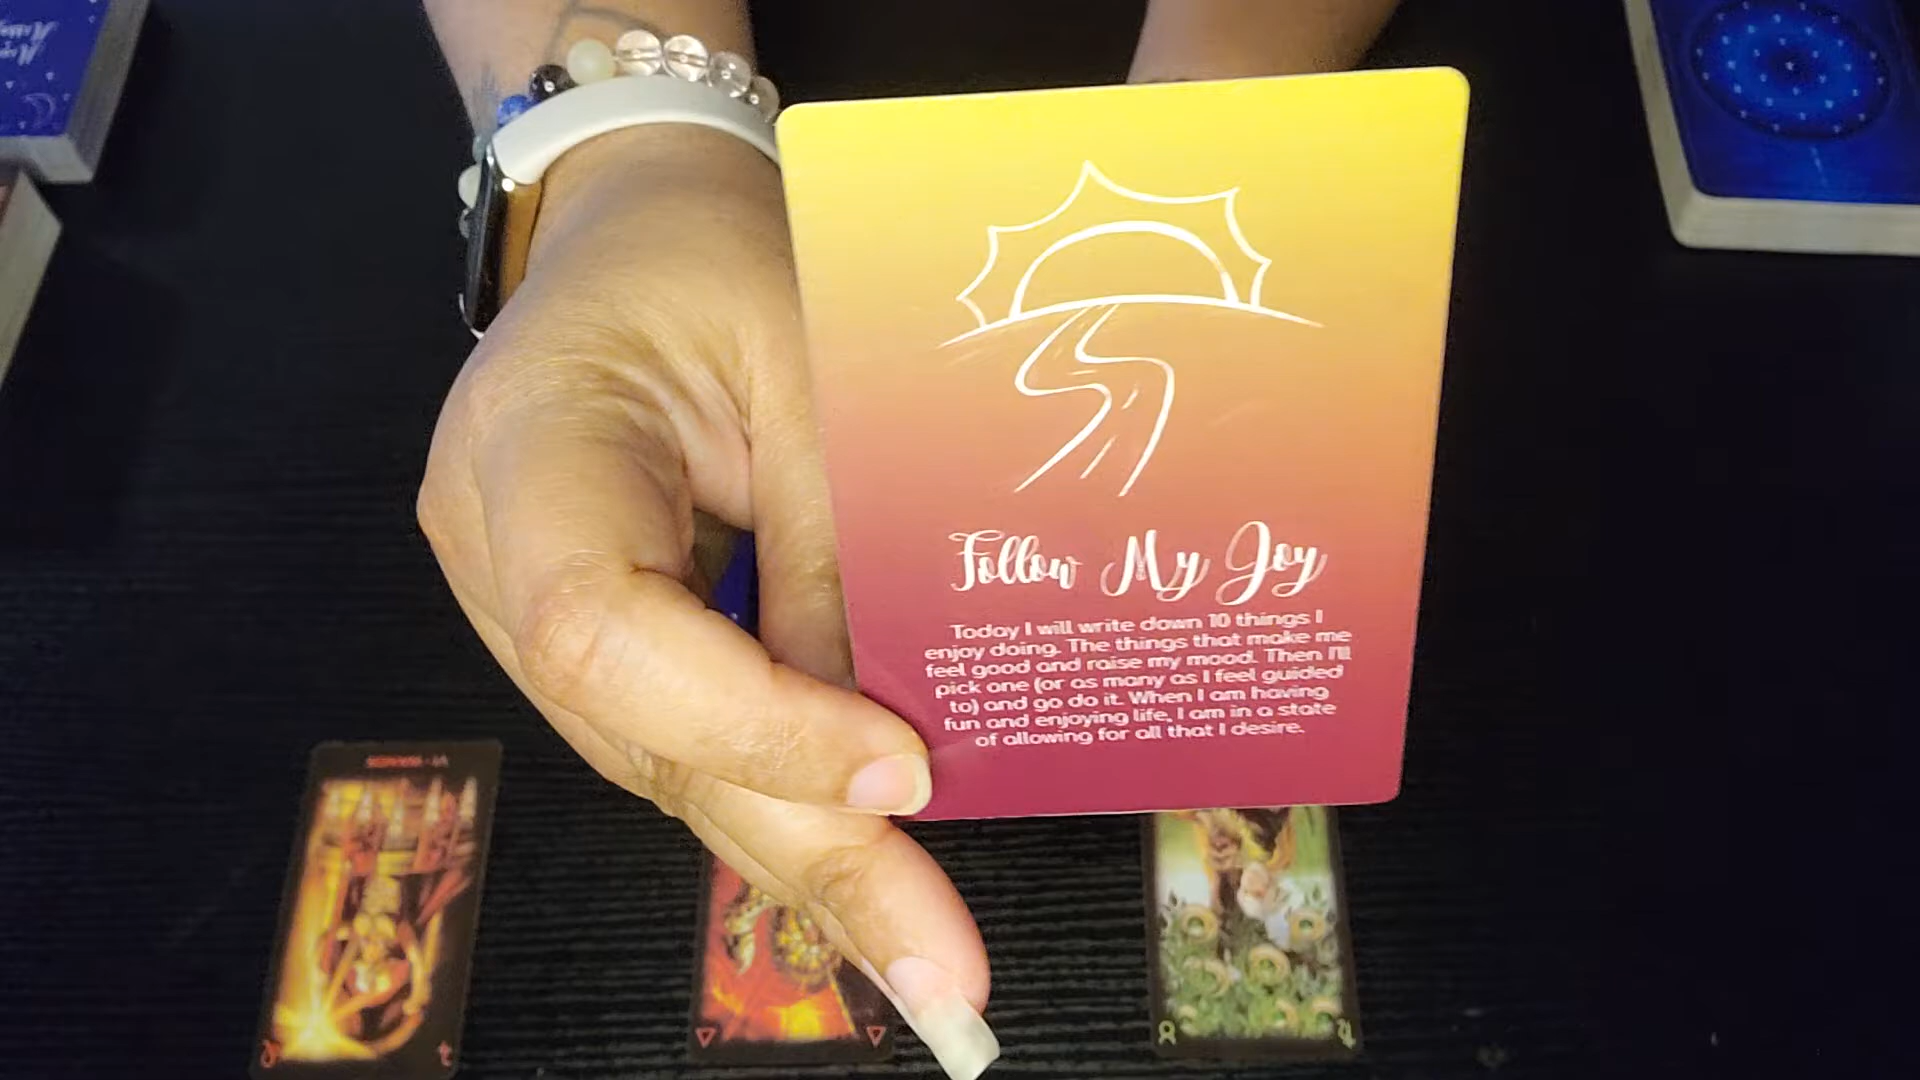 Follow My Joy
Today I will write down 10 things I
enjoy doing. The things that make me
feel good and raise my mood. Then I'll
pick one (or as many as I feel guided
to) and go do it. When I am having
fun and enjoying life, I am in a state
of allowing for all that I desire.
VI - WANDS